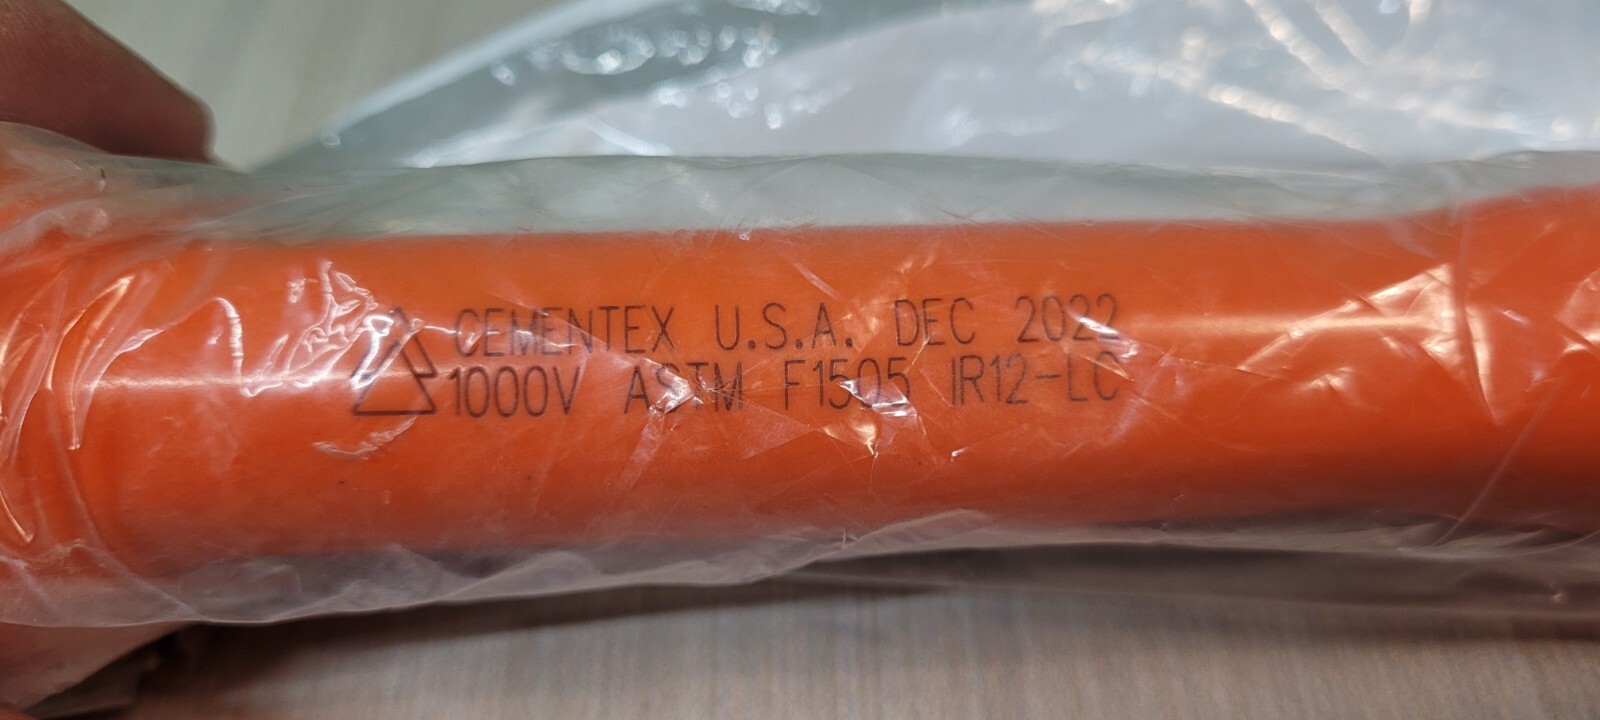 CEMENTEX U.S.A. DEC 2022
1000V ASTM F1505 IR12-LC